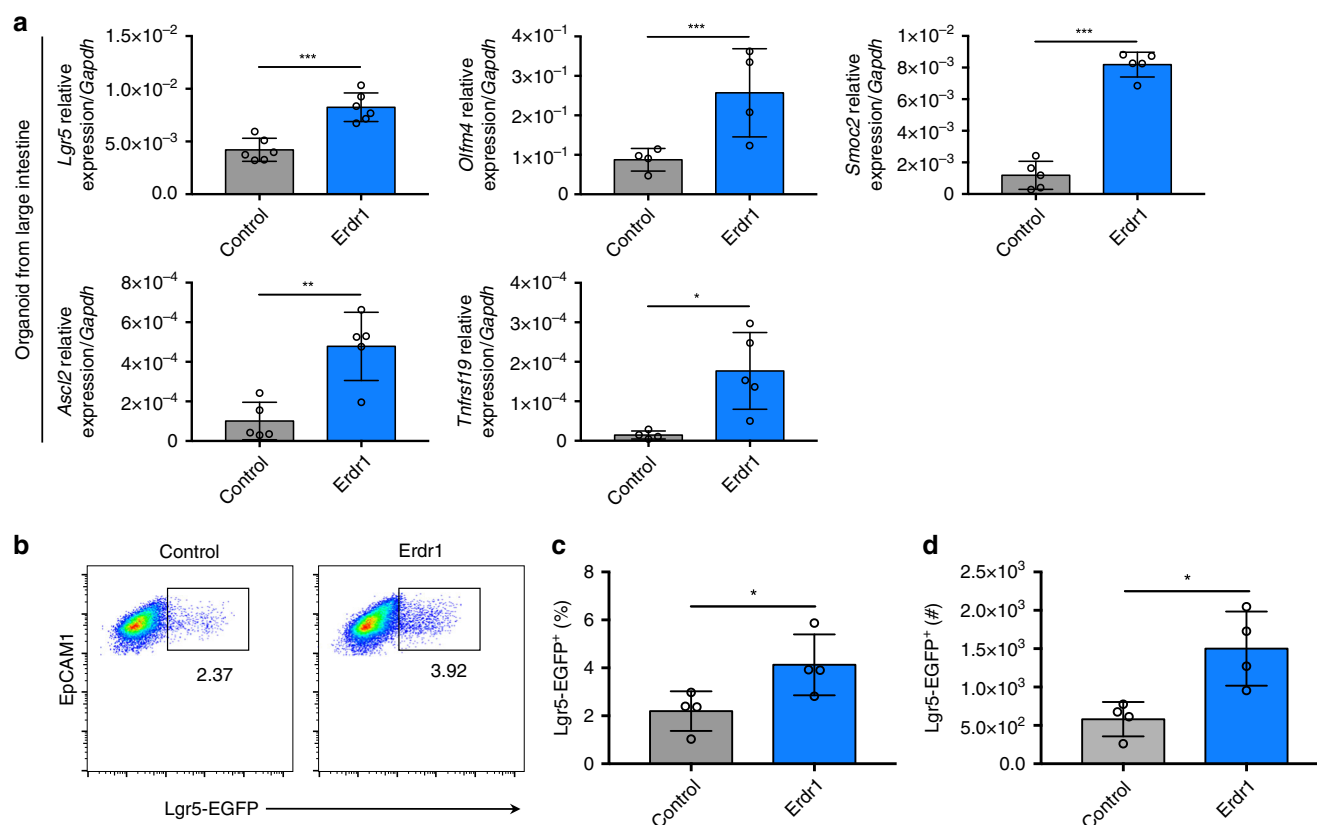 a
Organoid from large intestine
Lgr5 relative
expression/Gapdh
1.5×10⁻²
1.0×10⁻²
5.0×10⁻³
0.0
***
Control
Erdr1
Olfm4 relative
expression/Gapdh
4×10⁻¹
3×10⁻¹
2×10⁻¹
1×10⁻¹
0
***
Control
Erdr1
Smoc2 relative
expression/Gapdh
1×10⁻²
8×10⁻³
6×10⁻³
4×10⁻³
2×10⁻³
0
***
Control
Erdr1
Ascl2 relative
expression/Gapdh
8×10⁻⁴
6×10⁻⁴
4×10⁻⁴
2×10⁻⁴
0
**
Control
Erdr1
Tnfrsf19 relative
expression/Gapdh
4×10⁻⁴
3×10⁻⁴
2×10⁻⁴
1×10⁻⁴
0
*
Control
Erdr1
b
Control
Erdr1
EpCAM1
2.37
3.92
Lgr5-EGFP
c
Lgr5-EGFP⁺ (%)
8
6
4
2
0
*
Control
Erdr1
d
Lgr5-EGFP⁺ (#)
2.5×10³
2.0×10³
1.5×10³
1.0×10³
5.0×10²
0.0
*
Control
Erdr1